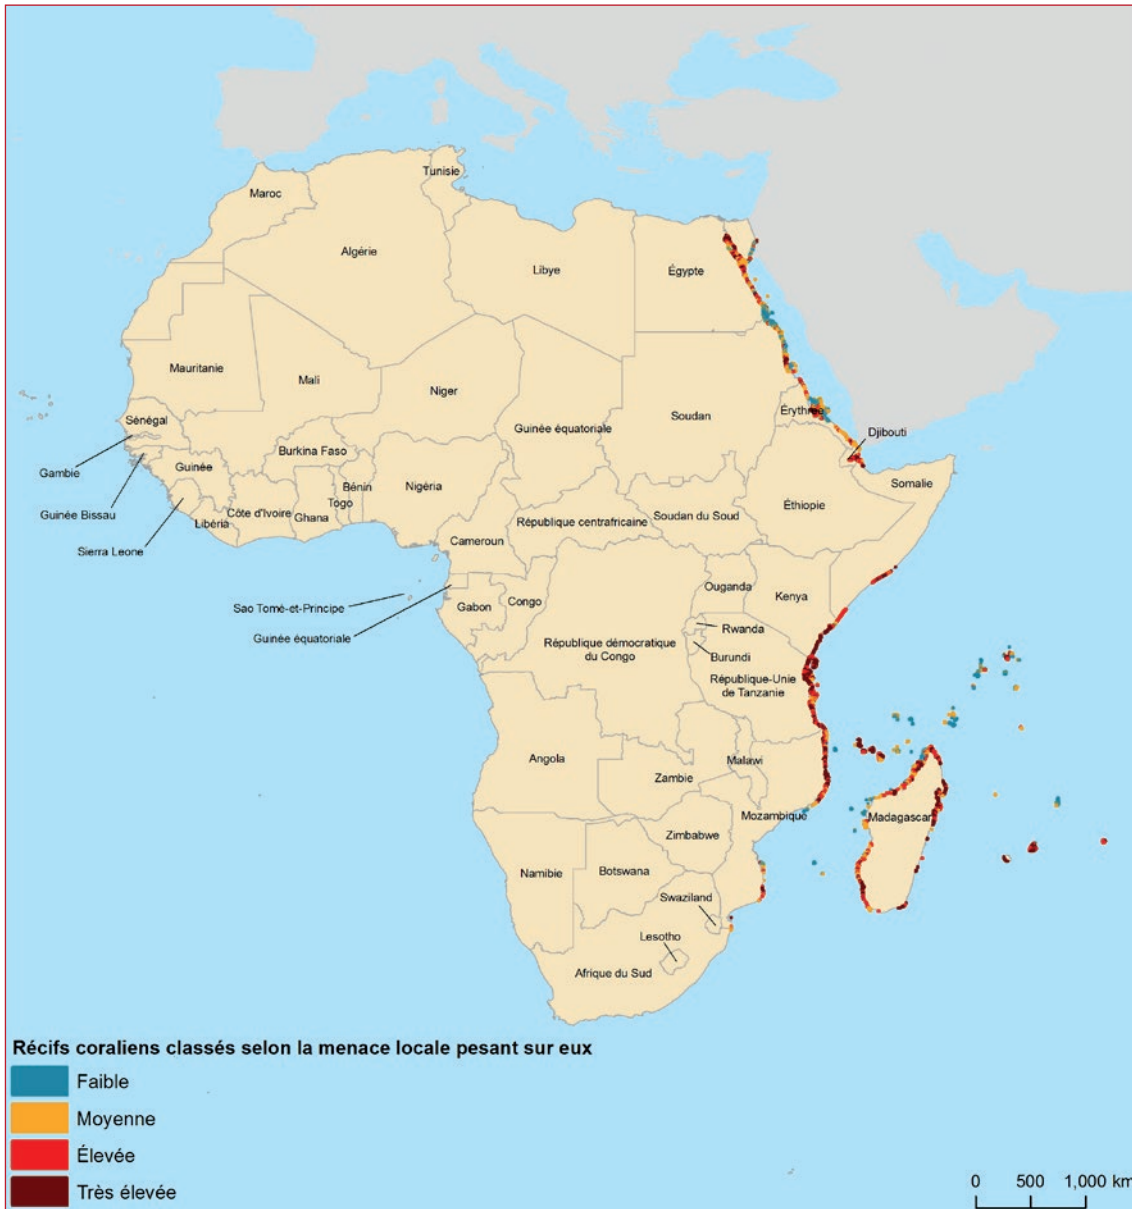 Tunisie
Maroc
Algérie
Libye
Égypte
Mauritanie
Mali
Niger
Soudan
Érythrée
Sénégal
Guinée équatoriale
Djibouti
Gambie
Burkina Faso
Guinée
Nigéria
Bénin
Togo
Somalie
Guinée Bissau
Côte d'Ivoire
Ghana
Libéria
Éthiopie
Sierra Leone
République centrafricaine
Soudan du Soud
Cameroun
Sao Tomé-et-Principe
Ouganda
Kenya
Gabon
Congo
Guinée équatoriale
Rwanda
République démocratique
du Congo
Burundi
République-Unie
de Tanzanie
Angola
Malawi
Zambie
Mozambique
Madagascar
Zimbabwe
Namibie
Botswana
Swaziland
Lesotho
Afrique du Sud
Récifs coraliens classés selon la menace locale pesant sur eux
Faible
Moyenne
Élevée
Très élevée
0 500 1,000 km